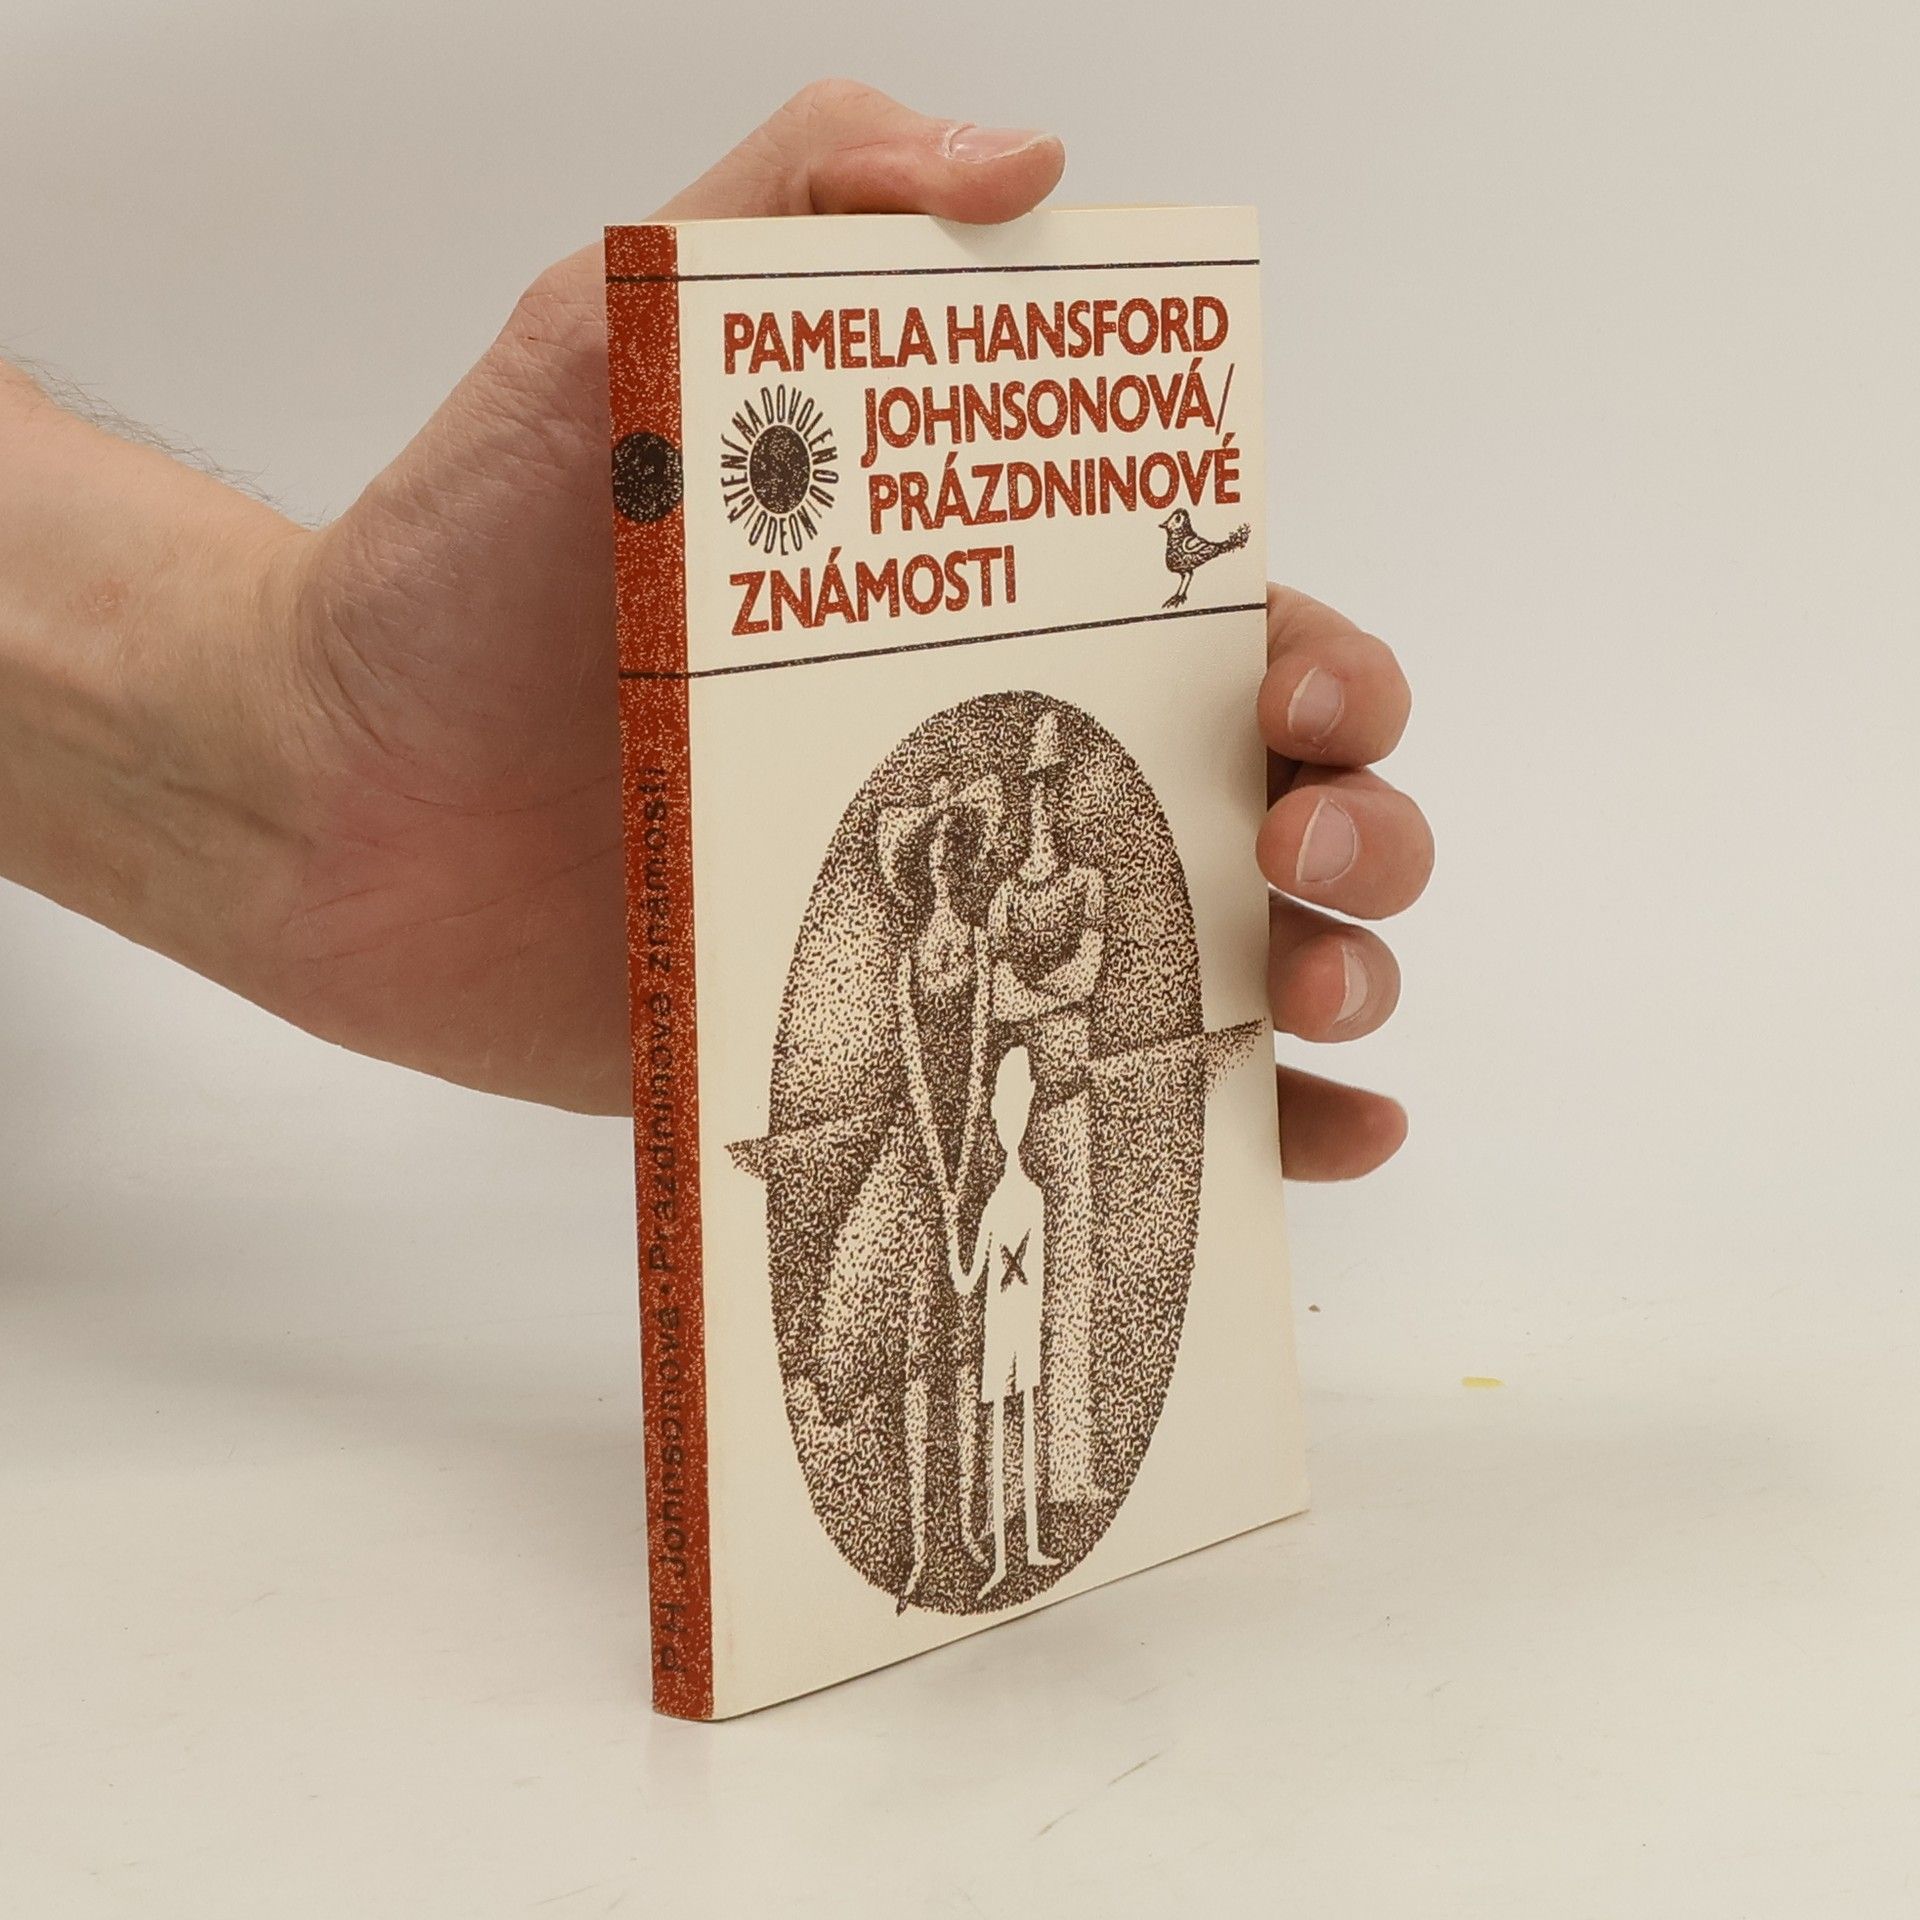 PAMELA HANSFORD
JOHNSONOVÁ/
PRÁZDNINOVÉ
ZNÁMOSTI
ČTENÍ NA DOVOLENOU/ODEON/
P. H. Johnsonová • Prázdninové známosti